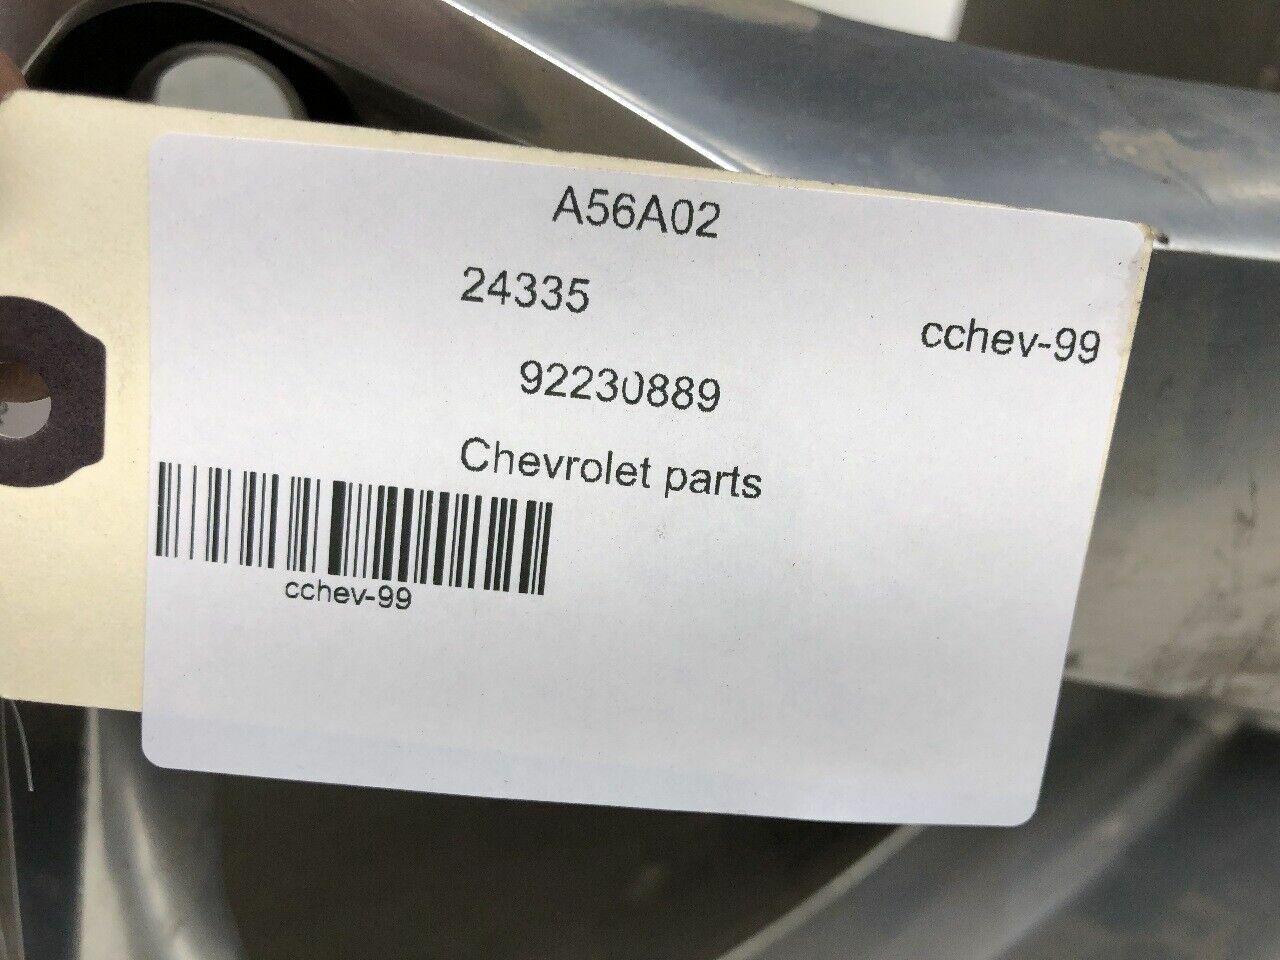 A56A02
24335
cchev-99
92230889
Chevrolet parts
cchev-99